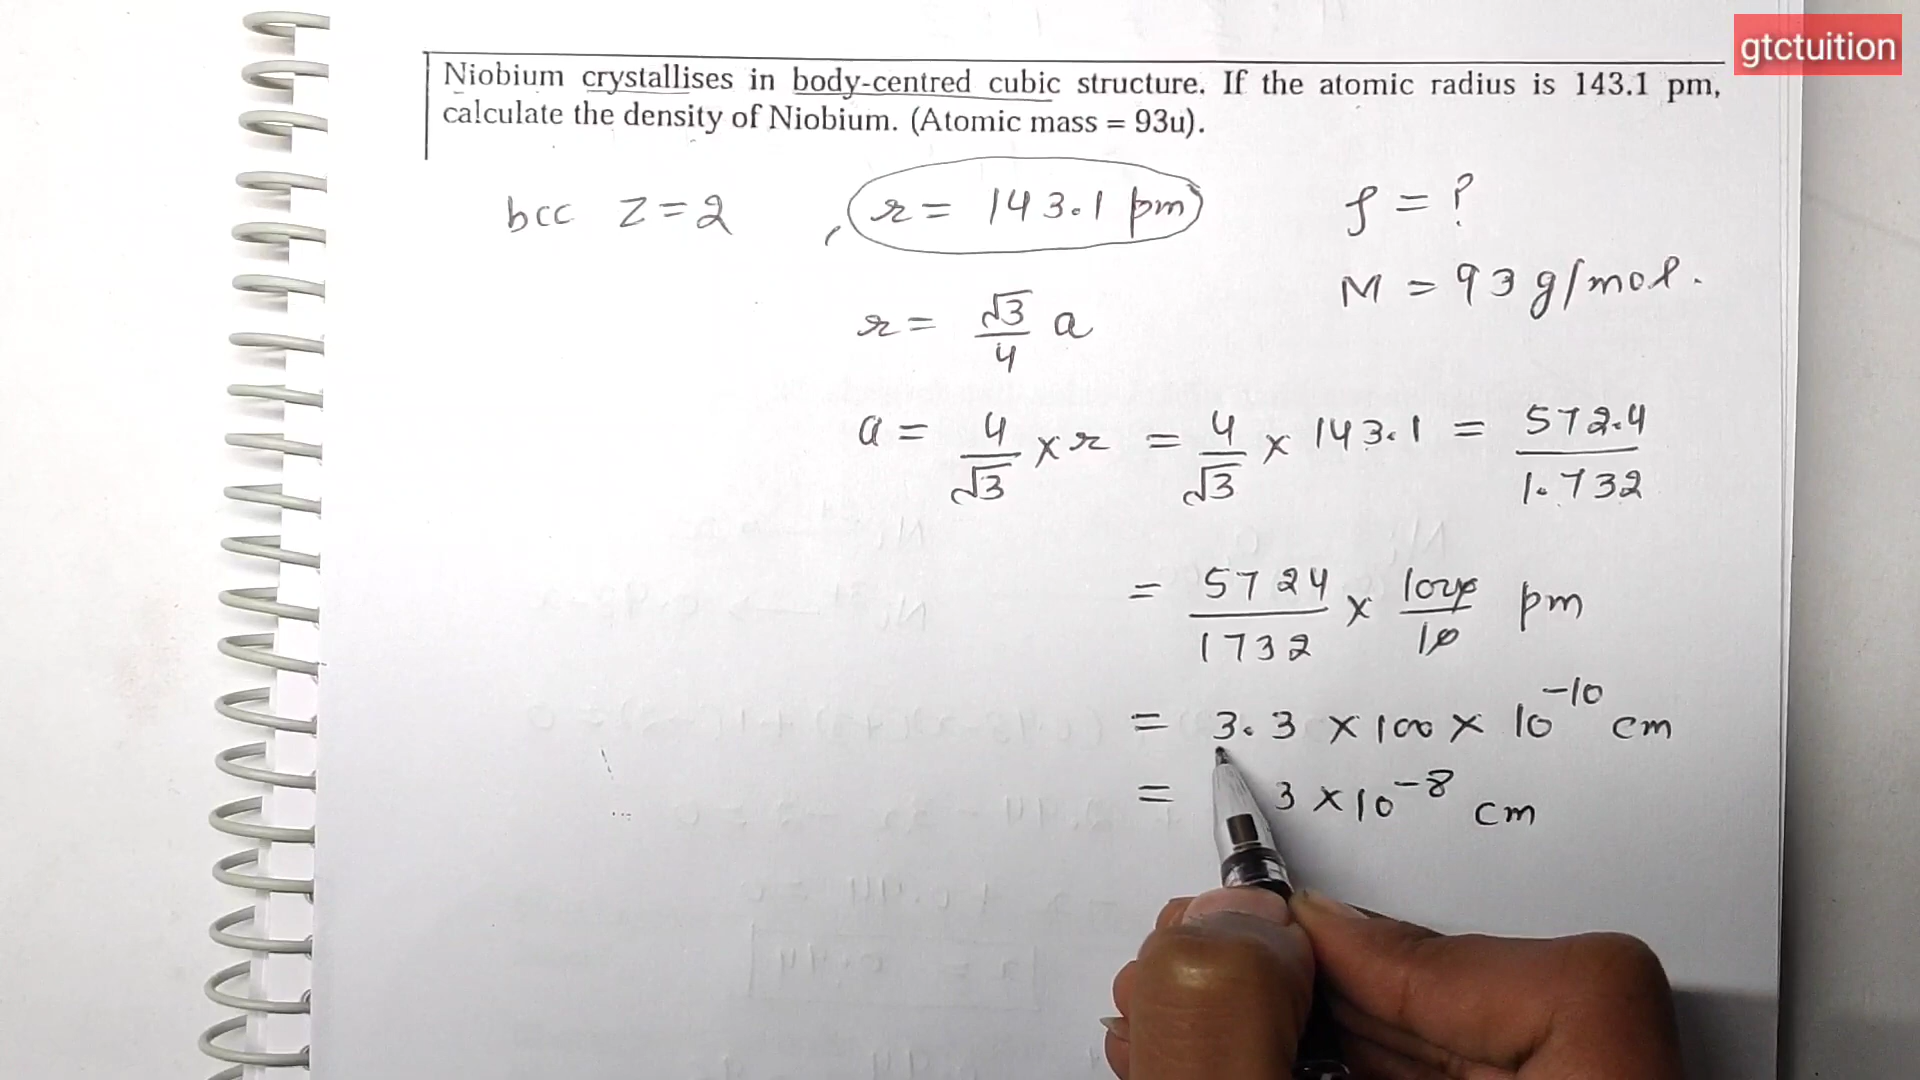 gtctuition
Niobium crystallises in body-centred cubic structure. If the atomic radius is 143.1 pm,
calculate the density of Niobium. (Atomic mass = 93u).
bcc Z=2 , r = 143.1 pm ρ = ?
M = 93 g/mol.
r = √3/4 a
a = 4/√3 × r = 4/√3 × 143.1 = 572.4/1.732
= 5724/1732 × 1000/10 pm
= 3.3 × 100 × 10^-10 cm
= 3 × 10^-8 cm